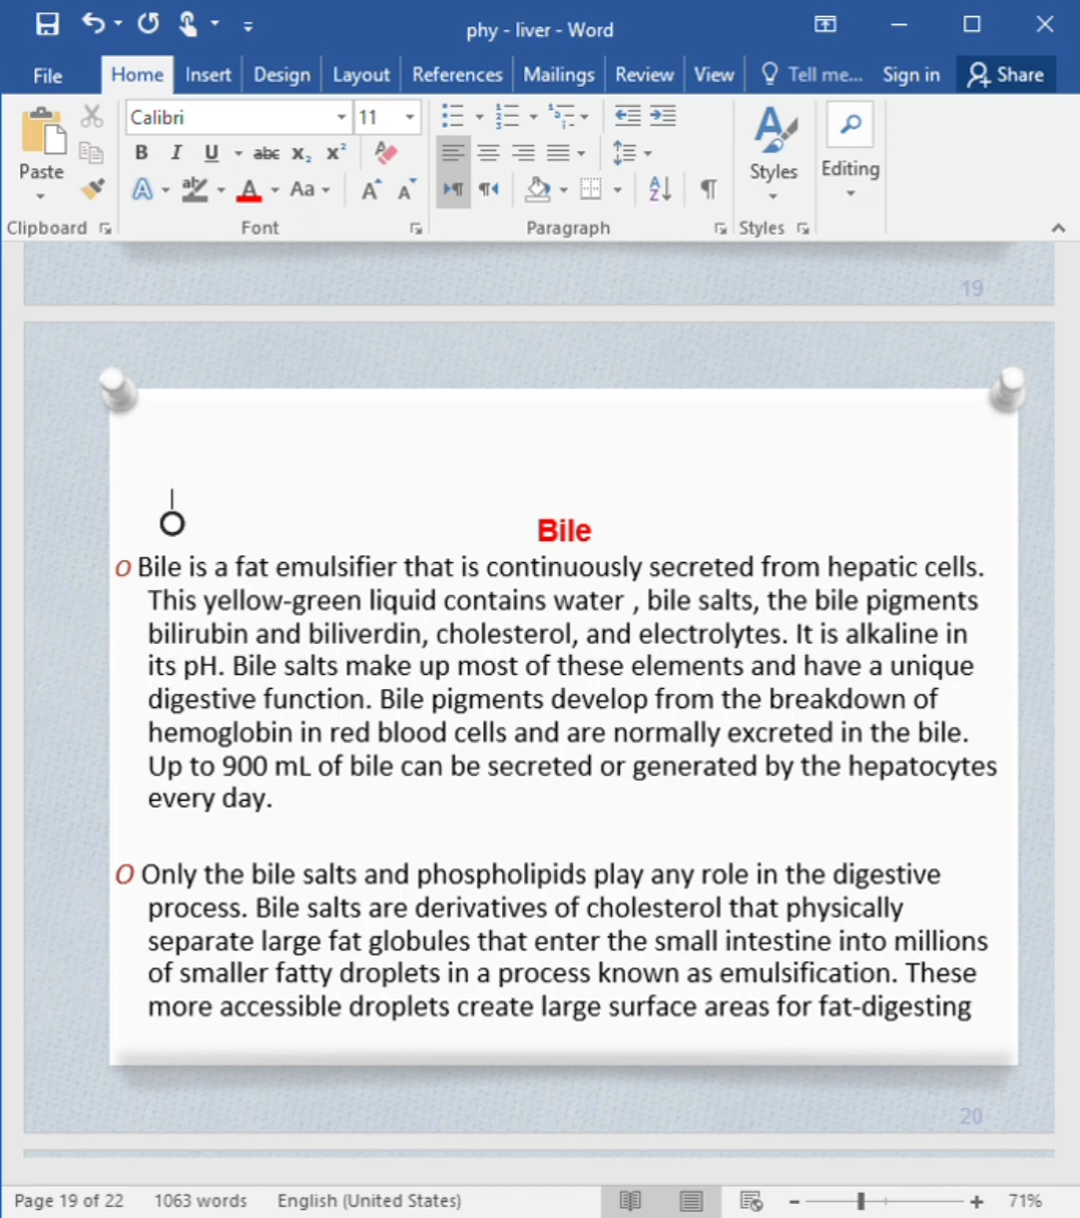 phy - liver - Word
File Home Insert Design Layout References Mailings Review View Tell me... Sign in Share
Calibri 11
Paste
B I U abc x₂ x²
Styles
Editing
A aby A Aa A A
A Z
Clipboard Font Paragraph Styles
19
Bile
O Bile is a fat emulsifier that is continuously secreted from hepatic cells.
This yellow-green liquid contains water , bile salts, the bile pigments
bilirubin and biliverdin, cholesterol, and electrolytes. It is alkaline in
its pH. Bile salts make up most of these elements and have a unique
digestive function. Bile pigments develop from the breakdown of
hemoglobin in red blood cells and are normally excreted in the bile.
Up to 900 mL of bile can be secreted or generated by the hepatocytes
every day.
O Only the bile salts and phospholipids play any role in the digestive
process. Bile salts are derivatives of cholesterol that physically
separate large fat globules that enter the small intestine into millions
of smaller fatty droplets in a process known as emulsification. These
more accessible droplets create large surface areas for fat-digesting
20
Page 19 of 22 1063 words English (United States) 71%